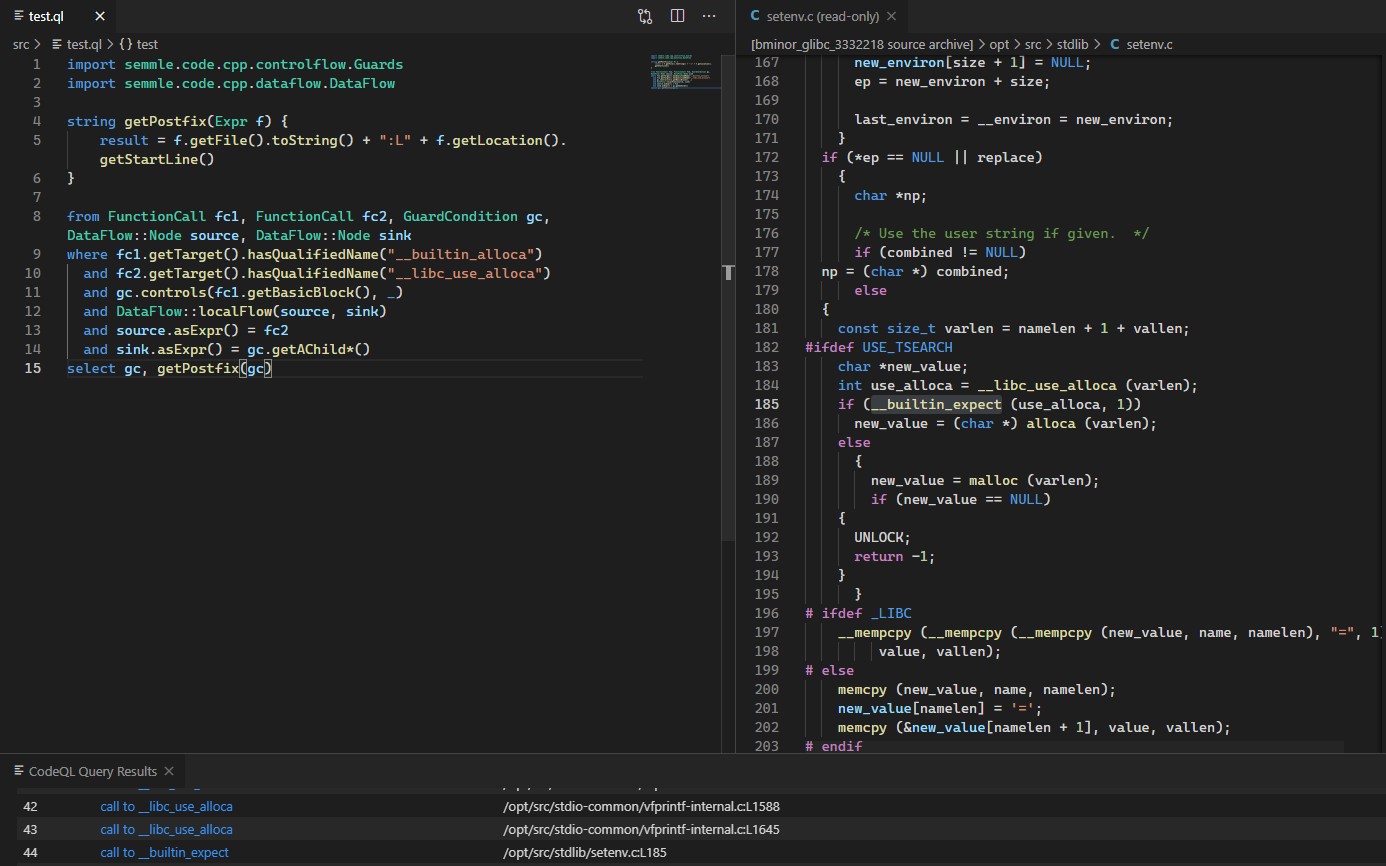 test.ql
src > test.ql > {} test
1 import semmle.code.cpp.controlflow.Guards
2 import semmle.code.cpp.dataflow.DataFlow
3
4 string getPostfix(Expr f) {
5 result = f.getFile().toString() + ":L" + f.getLocation().
getStartLine()
6 }
7
8 from FunctionCall fc1, FunctionCall fc2, GuardCondition gc,
DataFlow::Node source, DataFlow::Node sink
9 where fc1.getTarget().hasQualifiedName("__builtin_alloca")
10 and fc2.getTarget().hasQualifiedName("__libc_use_alloca")
11 and gc.controls(fc1.getBasicBlock(), _)
12 and DataFlow::localFlow(source, sink)
13 and source.asExpr() = fc2
14 and sink.asExpr() = gc.getAChild*()
15 select gc, getPostfix(gc)
C setenv.c (read-only)
[bminor_glibc_3332218 source archive] > opt > src > stdlib > C setenv.c
167 new_environ[size + 1] = NULL;
168 ep = new_environ + size;
169
170 last_environ = __environ = new_environ;
171 }
172 if (*ep == NULL || replace)
173 {
174 char *np;
175
176 /* Use the user string if given. */
177 if (combined != NULL)
178 np = (char *) combined;
179 else
180 {
181 const size_t varlen = namelen + 1 + vallen;
182 #ifdef USE_TSEARCH
183 char *new_value;
184 int use_alloca = __libc_use_alloca (varlen);
185 if (__builtin_expect (use_alloca, 1))
186 new_value = (char *) alloca (varlen);
187 else
188 {
189 new_value = malloc (varlen);
190 if (new_value == NULL)
191 {
192 UNLOCK;
193 return -1;
194 }
195 }
196 # ifdef _LIBC
197 __mempcpy (__mempcpy (__mempcpy (new_value, name, namelen), "=", 1
198 value, vallen);
199 # else
200 memcpy (new_value, name, namelen);
201 new_value[namelen] = '=';
202 memcpy (&new_value[namelen + 1], value, vallen);
203 # endif
CodeQL Query Results
42 call to __libc_use_alloca /opt/src/stdio-common/vfprintf-internal.c:L1588
43 call to __libc_use_alloca /opt/src/stdio-common/vfprintf-internal.c:L1645
44 call to __builtin_expect /opt/src/stdlib/setenv.c:L185